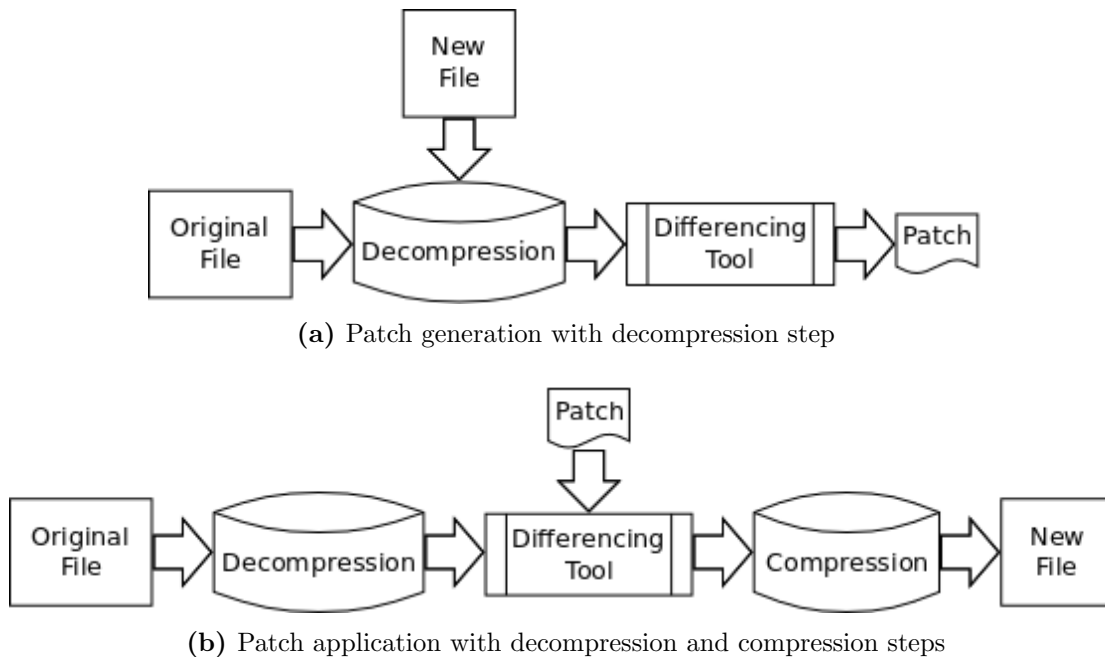 New
File
Original
File
Decompression
Differencing
Tool
Patch
(a) Patch generation with decompression step
Patch
Original
File
Decompression
Differencing
Tool
Compression
New
File
(b) Patch application with decompression and compression steps